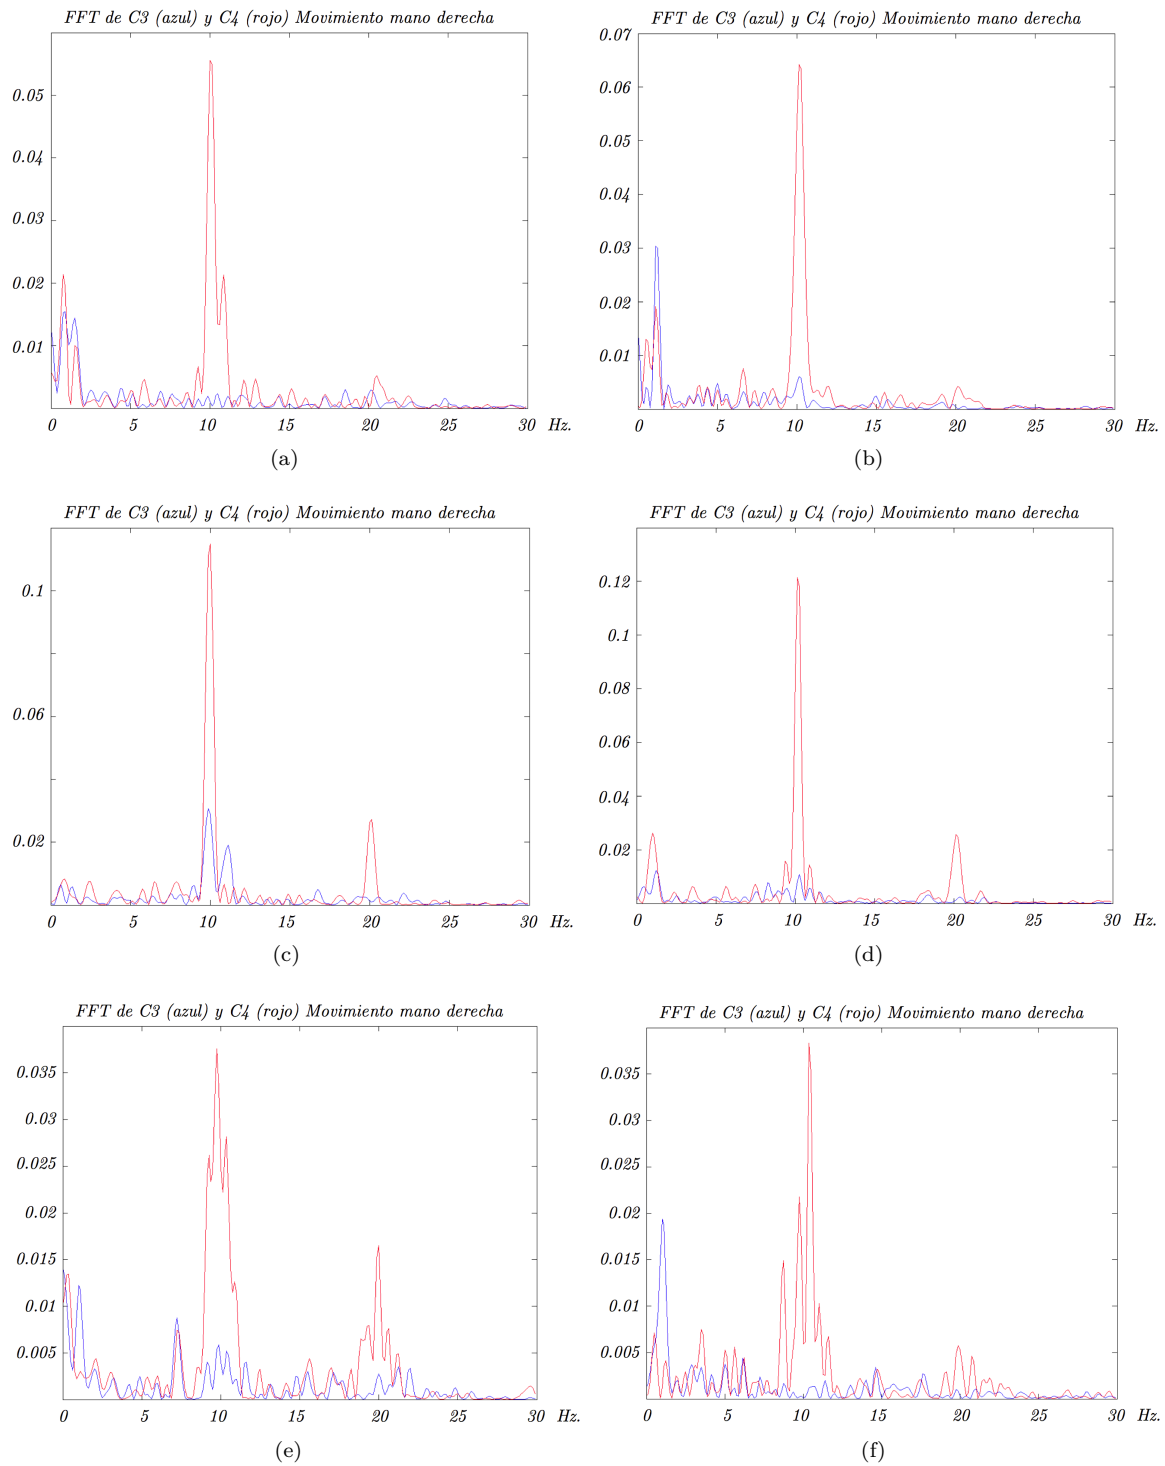 FFT de C3 (azul) y C4 (rojo) Movimiento mano derecha
0.05
0.04
0.03
0.02
0.01
0 5 10 15 20 25 30 Hz.
(a)
FFT de C3 (azul) y C4 (rojo) Movimiento mano derecha
0.07
0.06
0.05
0.04
0.03
0.02
0.01
0 5 10 15 20 25 30 Hz.
(b)
FFT de C3 (azul) y C4 (rojo) Movimiento mano derecha
0.1
0.06
0.02
0 5 10 15 20 25 30 Hz.
(c)
FFT de C3 (azul) y C4 (rojo) Movimiento mano derecha
0.12
0.1
0.08
0.06
0.04
0.02
0 5 10 15 20 25 30 Hz.
(d)
FFT de C3 (azul) y C4 (rojo) Movimiento mano derecha
0.035
0.03
0.025
0.02
0.015
0.01
0.005
0 5 10 15 20 25 30 Hz.
(e)
FFT de C3 (azul) y C4 (rojo) Movimiento mano derecha
0.035
0.03
0.025
0.02
0.015
0.01
0.005
0 5 10 15 20 25 30 Hz.
(f)